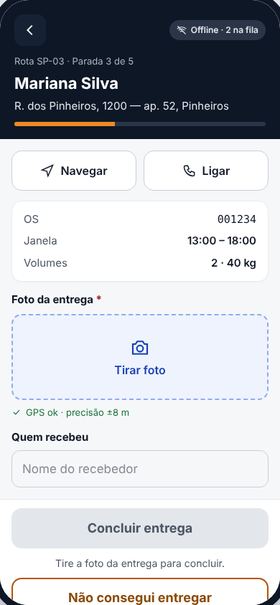 Offline · 2 na fila
Rota SP-03 · Parada 3 de 5
Mariana Silva
R. dos Pinheiros, 1200 — ap. 52, Pinheiros
Navegar
Ligar
OS 001234
Janela 13:00 – 18:00
Volumes 2 · 40 kg
Foto da entrega *
Tirar foto
GPS ok · precisão ±8 m
Quem recebeu
Nome do recebedor
Concluir entrega
Tire a foto da entrega para concluir.
Não consegui entregar